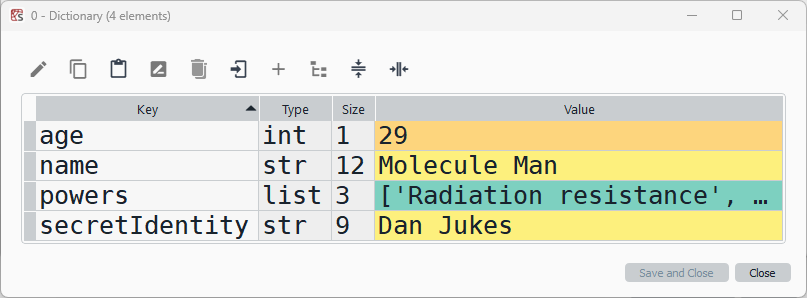 0 - Dictionary (4 elements)
Key Type Size Value
age int 1 29
name str 12 Molecule Man
powers list 3 ['Radiation resistance', …
secretIdentity str 9 Dan Jukes
Save and Close Close